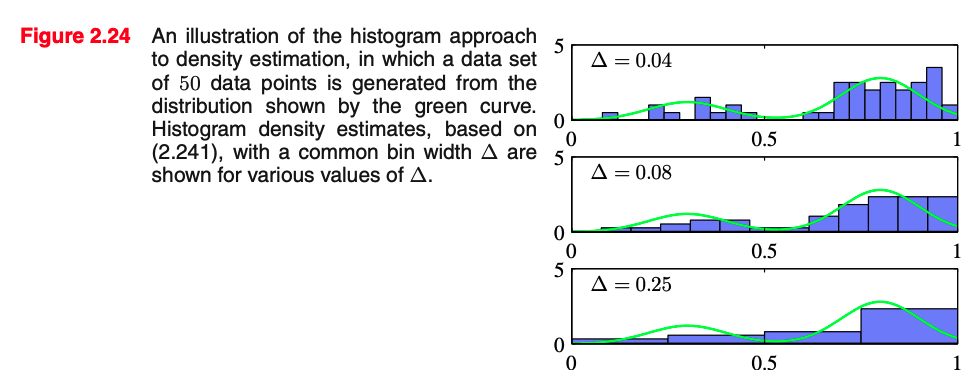 Figure 2.24 An illustration of the histogram approach
to density estimation, in which a data set
of 50 data points is generated from the
distribution shown by the green curve.
Histogram density estimates, based on
(2.241), with a common bin width Δ are
shown for various values of Δ.
5
Δ = 0.04
0
0 0.5 1
5
Δ = 0.08
0
0 0.5 1
5
Δ = 0.25
0
0 0.5 1